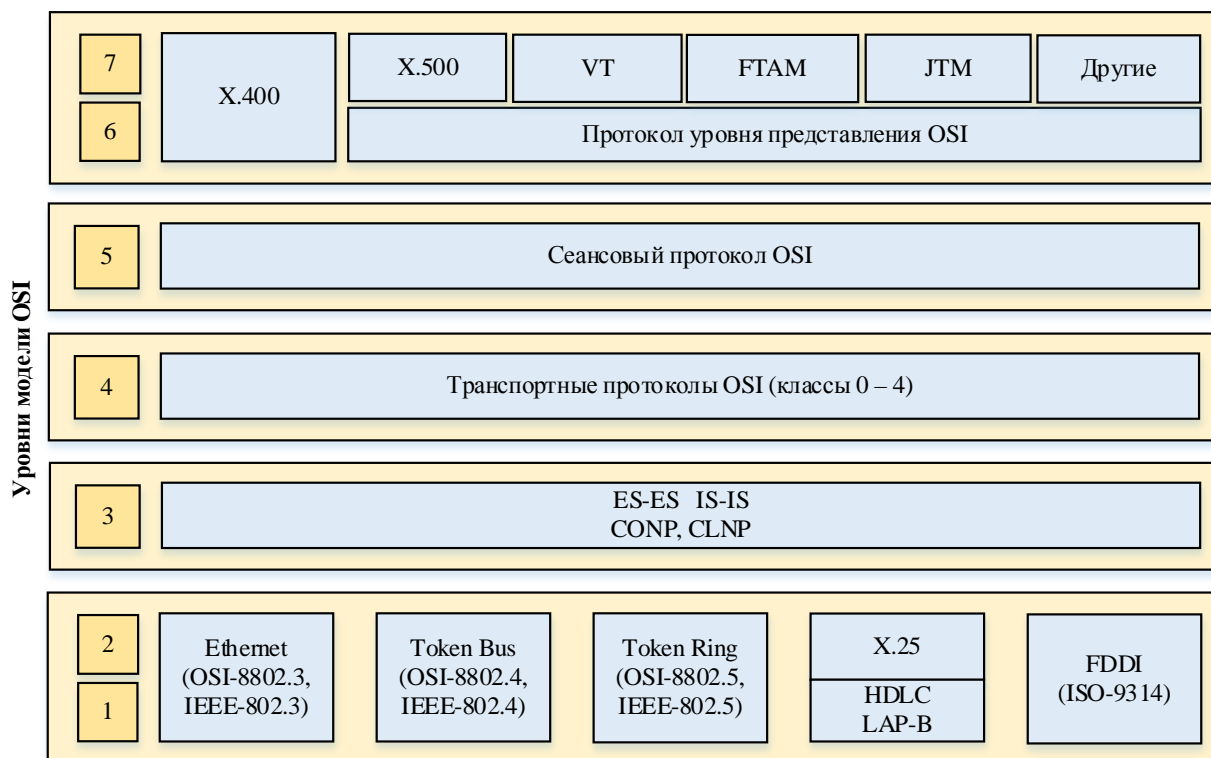 Уровни модели OSI
7
6
X.400
X.500
VT
FTAM
JTM
Другие
Протокол уровня представления OSI
5
Сеансовый протокол OSI
4
Транспортные протоколы OSI (классы 0 – 4)
3
ES-ES IS-IS
CONP, CLNP
2
1
Ethernet
(OSI-8802.3,
IEEE-802.3)
Token Bus
(OSI-8802.4,
IEEE-802.4)
Token Ring
(OSI-8802.5,
IEEE-802.5)
X.25
HDLC
LAP-B
FDDI
(ISO-9314)